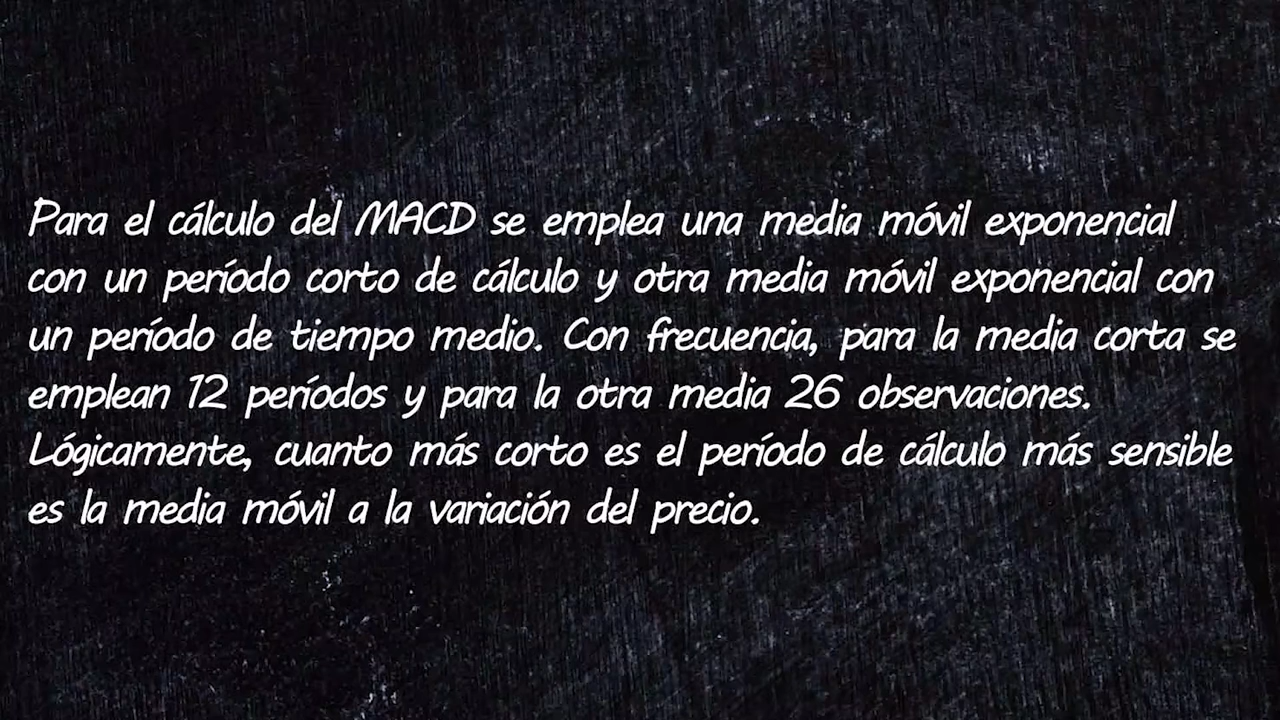 Para el cálculo del MACD se emplea una media móvil exponencial
con un período corto de cálculo y otra media móvil exponencial con
un período de tiempo medio. Con frecuencia, para la media corta se
emplean 12 períodos y para la otra media 26 observaciones.
Lógicamente, cuanto más corto es el período de cálculo más sensible
es la media móvil a la variación del precio.